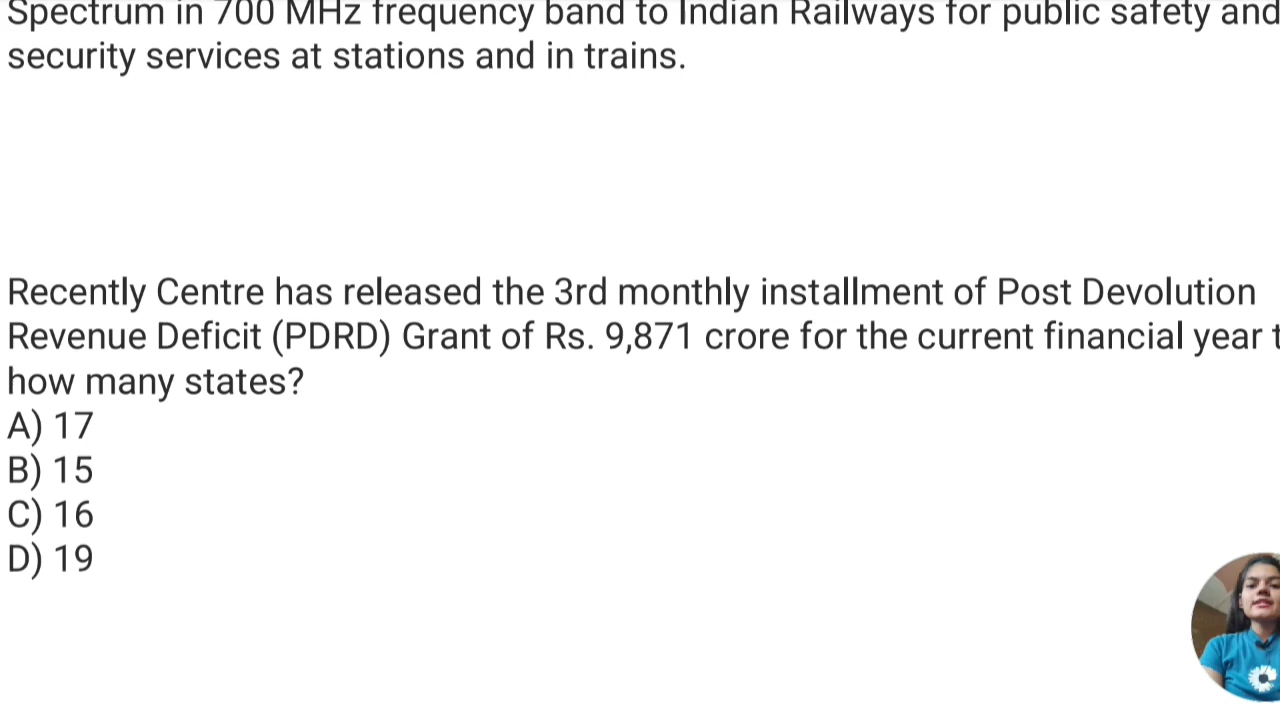 Spectrum in 700 MHz frequency band to Indian Railways for public safety and
security services at stations and in trains.
Recently Centre has released the 3rd monthly installment of Post Devolution
Revenue Deficit (PDRD) Grant of Rs. 9,871 crore for the current financial year
how many states?
A) 17
B) 15
C) 16
D) 19